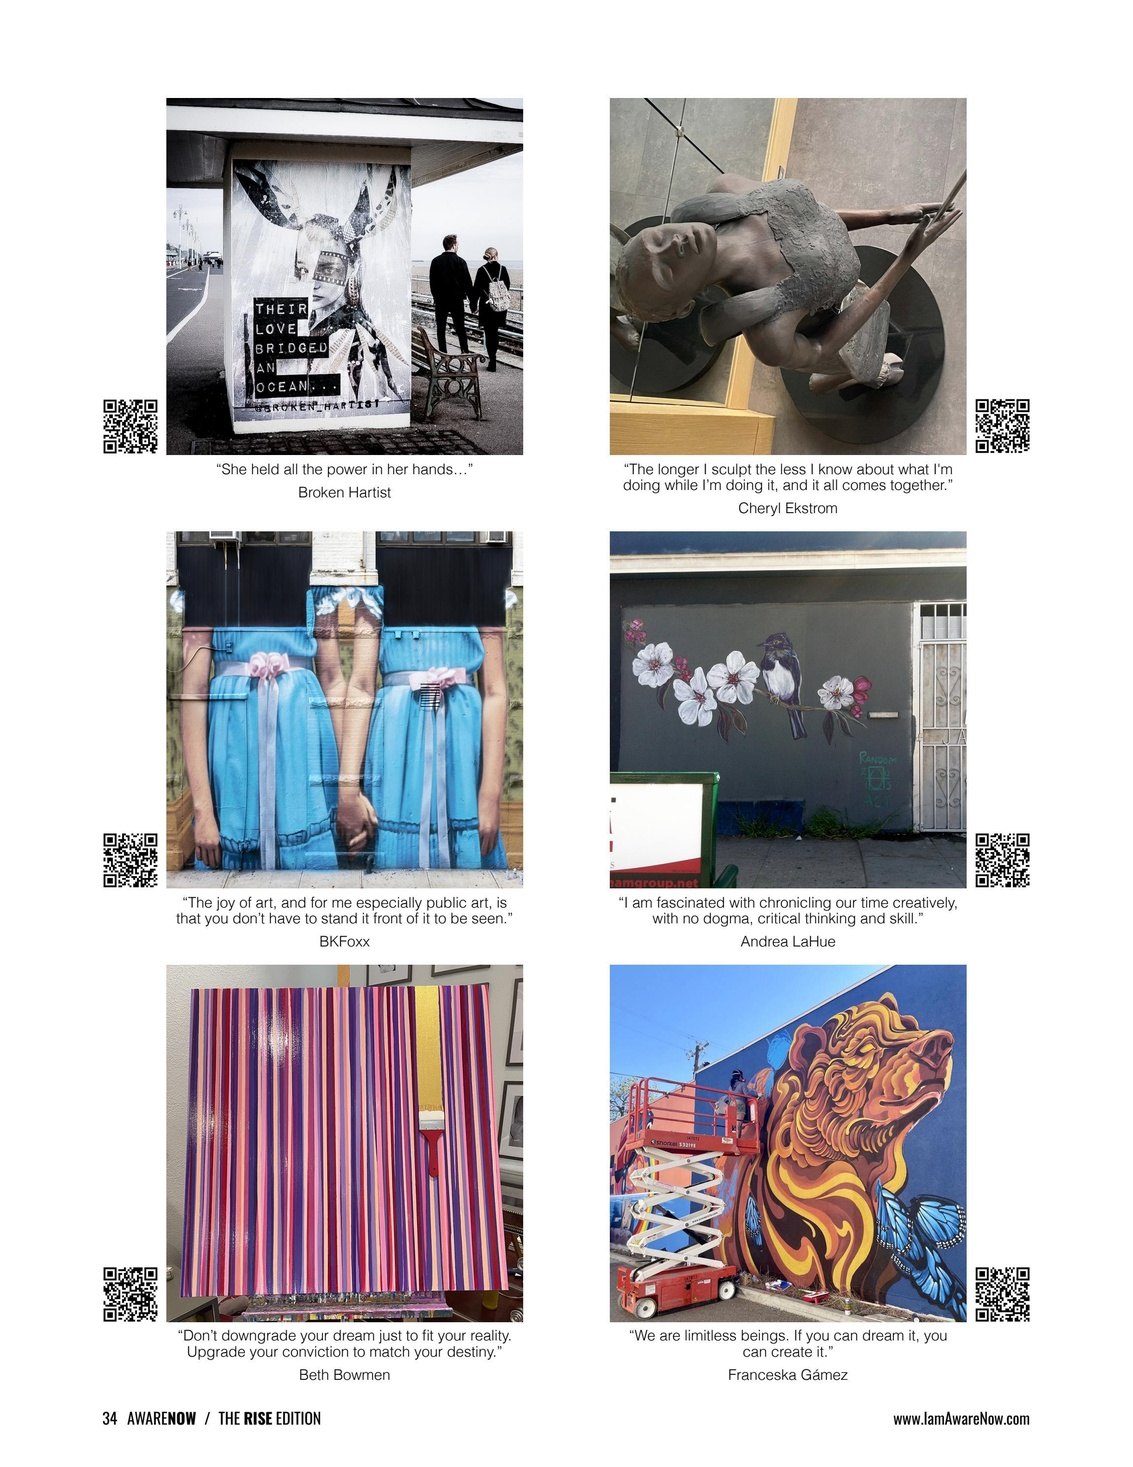 THEIR
LOVE
BRIDGED
AN
OCEAN...
@BROKEN_HARTIST
“She held all the power in her hands…”
Broken Hartist
“The longer I sculpt the less I know about what I'm
doing while I’m doing it, and it all comes together.”
Cheryl Ekstrom
“The joy of art, and for me especially public art, is
that you don’t have to stand it front of it to be seen.”
BKFoxx
RANDOM
ACT
JA
namgroup.net
“I am fascinated with chronicling our time creatively,
with no dogma, critical thinking and skill.”
Andrea LaHue
“Don’t downgrade your dream just to fit your reality.
Upgrade your conviction to match your destiny.”
Beth Bowmen
snorkel S3219E
“We are limitless beings. If you can dream it, you
can create it.”
Franceska Gámez
34 AWARENOW / THE RISE EDITION
www.IamAwareNow.com